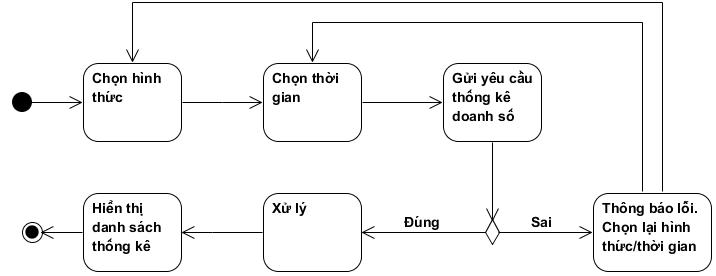 Chọn hình
thức
Chọn thời
gian
Gửi yêu cầu
thống kê
doanh số
Hiển thị
danh sách
thống kê
Xử lý
Đùng
Sai
Thông báo lỗi.
Chọn lại hình
thức/thời gian